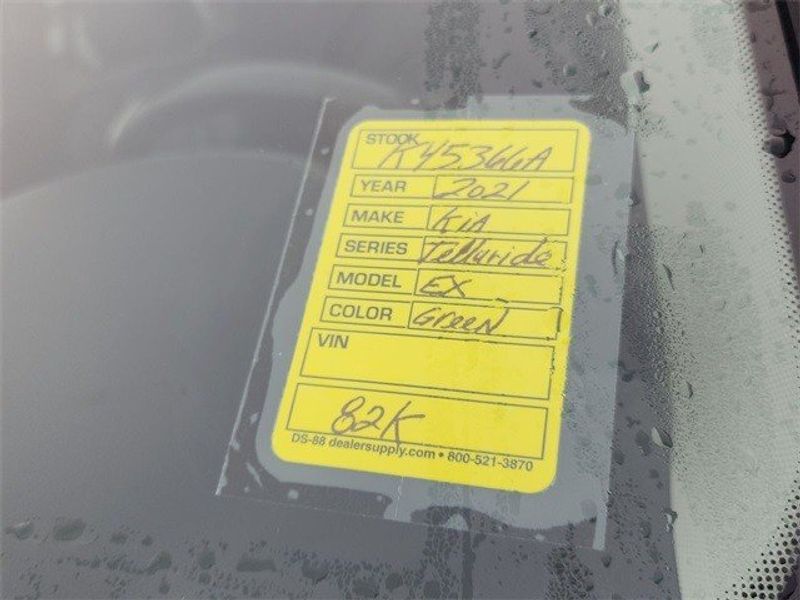 STOCK K45366A
YEAR 2021
MAKE KiA
SERIES Telluride
MODEL EX
COLOR GreeN
VIN
82K
DS-88 dealersupply.com • 800-521-3870